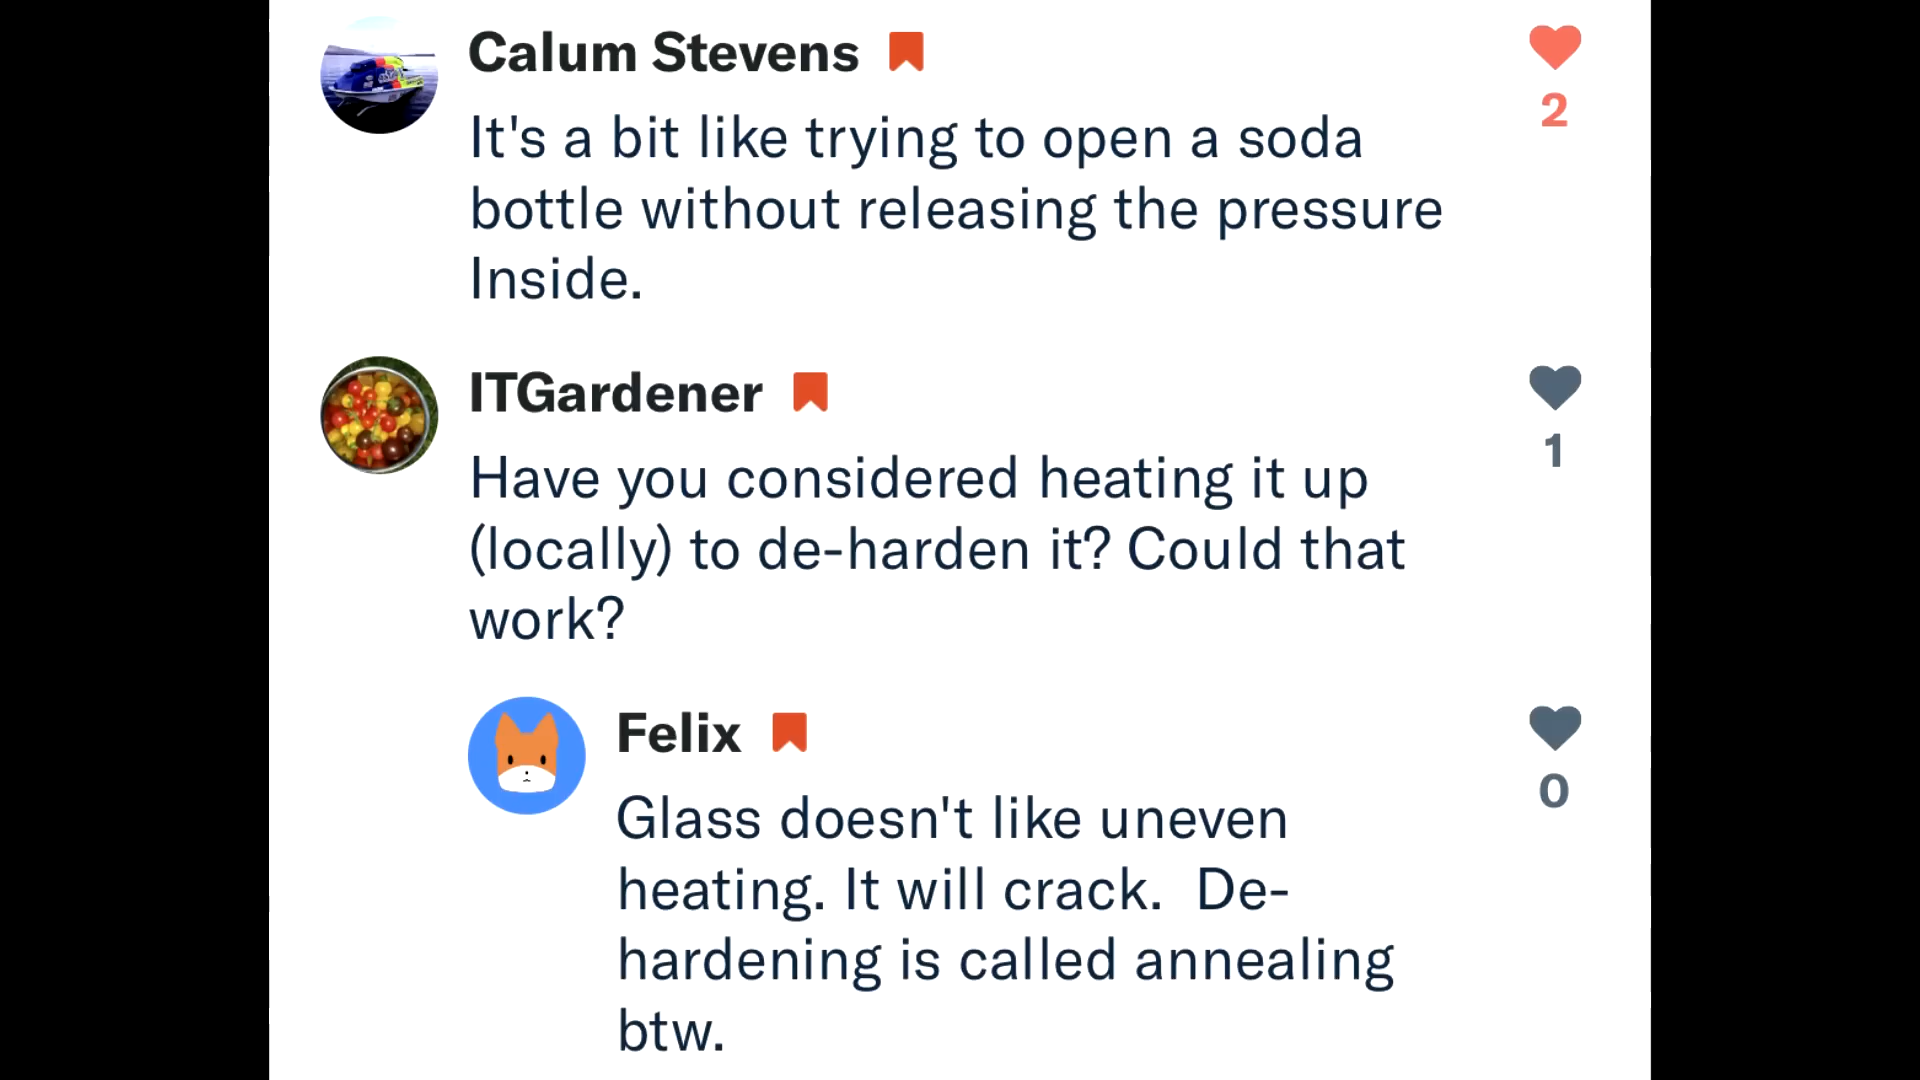 Calum Stevens
2
It's a bit like trying to open a soda
bottle without releasing the pressure
Inside.
ITGardener
1
Have you considered heating it up
(locally) to de-harden it? Could that
work?
Felix
0
Glass doesn't like uneven
heating. It will crack.  De-
hardening is called annealing
btw.